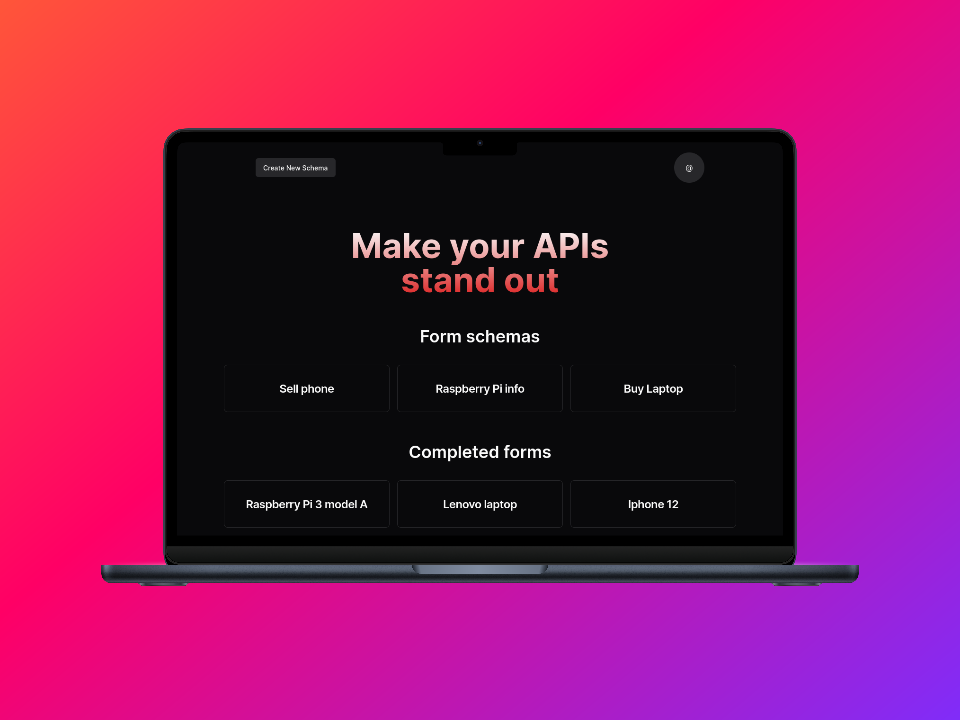 Create New Schema
@
Make your APIs
stand out
Form schemas
Sell phone
Raspberry Pi info
Buy Laptop
Completed forms
Raspberry Pi 3 model A
Lenovo laptop
Iphone 12